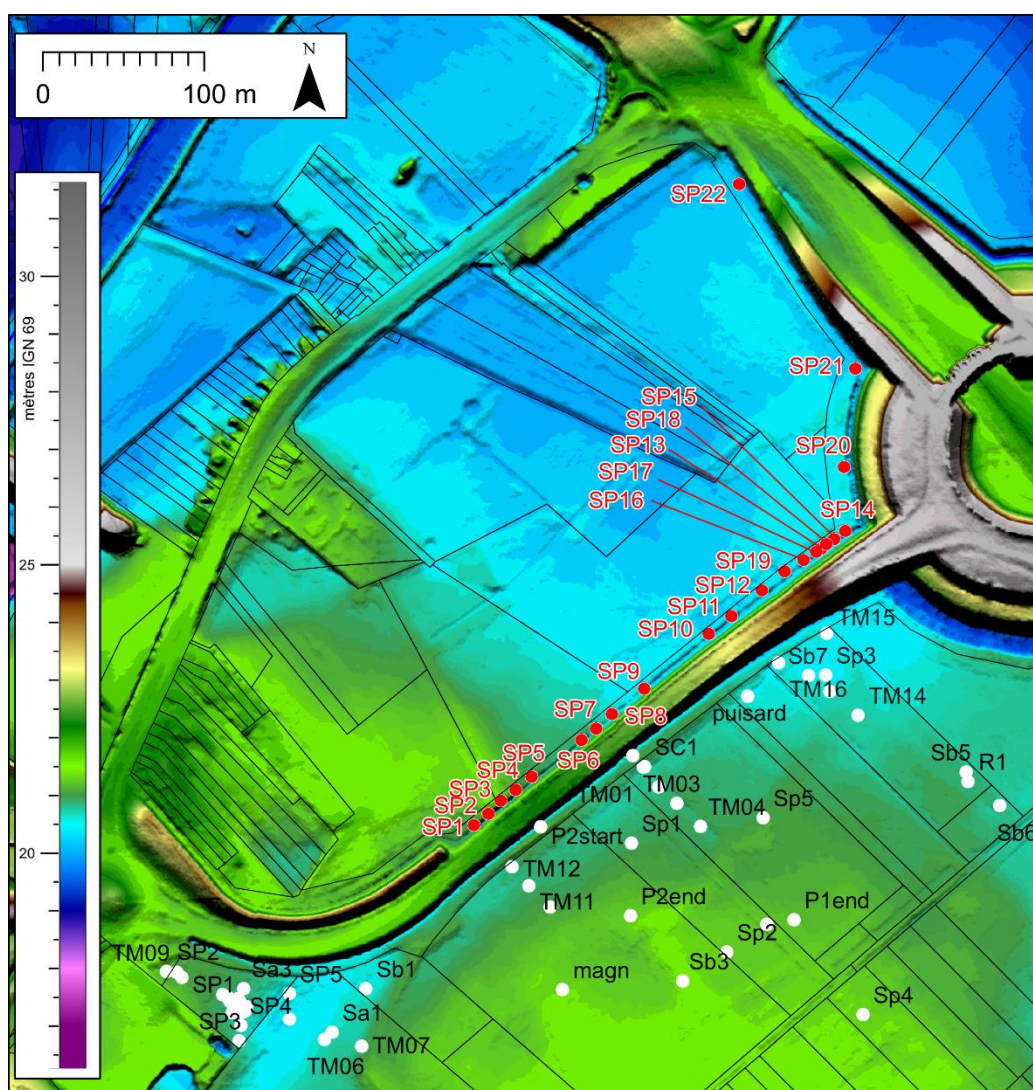 N
0
100 m
mètres IGN 69
30
25
20
SP22
SP21
SP15
SP18
SP13
SP20
SP17
SP16
SP14
SP19
SP12
SP11
SP10
SP9
SP7
SP8
SP6
SP5
SP4
SP3
SP2
SP1
TM15
Sb7
Sp3
TM16
TM14
puisard
SC1
Sb5
R1
TM03
TM01
TM04
Sp5
Sb6
P2start
Sp1
TM12
TM11
P2end
P1end
Sp2
TM09
SP2
Sa3
SP5
Sb1
magn
Sb3
SP1
SP4
SP3
Sa1
Sp4
TM06
TM07